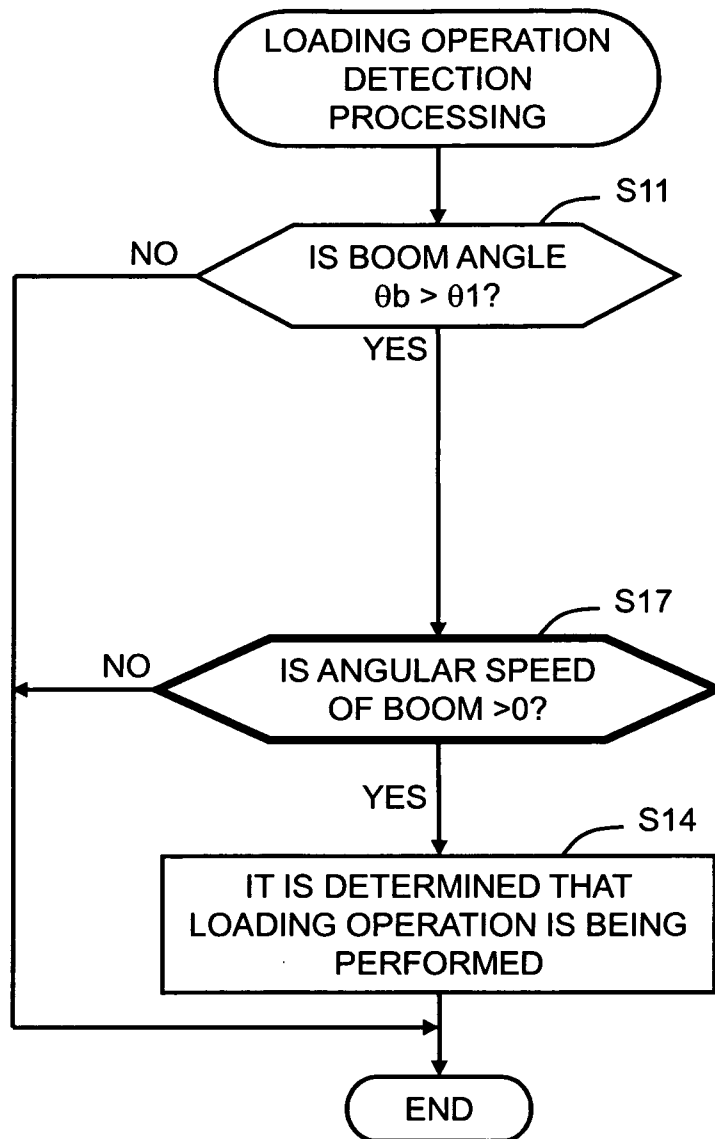 LOADING OPERATION
DETECTION
PROCESSING
S11
NO
IS BOOM ANGLE
θb > θ1?
YES
S17
NO
IS ANGULAR SPEED
OF BOOM >0?
YES
S14
IT IS DETERMINED THAT
LOADING OPERATION IS BEING
PERFORMED
END